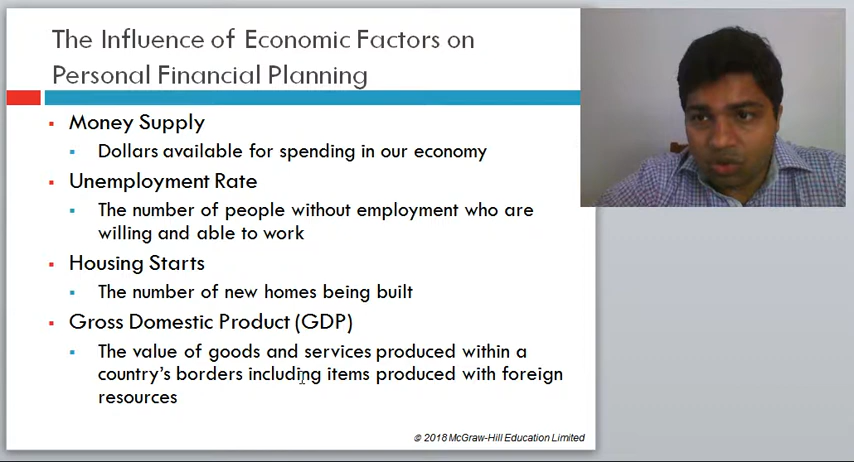 The Influence of Economic Factors on
Personal Financial Planning
▪ Money Supply
▪ Dollars available for spending in our economy
▪ Unemployment Rate
▪ The number of people without employment who are
willing and able to work
▪ Housing Starts
▪ The number of new homes being built
▪ Gross Domestic Product (GDP)
▪ The value of goods and services produced within a
country’s borders including items produced with foreign
resources
© 2018 McGraw-Hill Education Limited